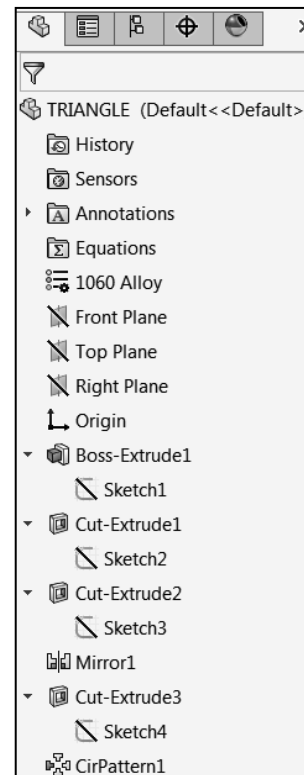 TRIANGLE (Default<<Default>
History
Sensors
Annotations
Equations
1060 Alloy
Front Plane
Top Plane
Right Plane
Origin
Boss-Extrude1
Sketch1
Cut-Extrude1
Sketch2
Cut-Extrude2
Sketch3
Mirror1
Cut-Extrude3
Sketch4
CirPattern1